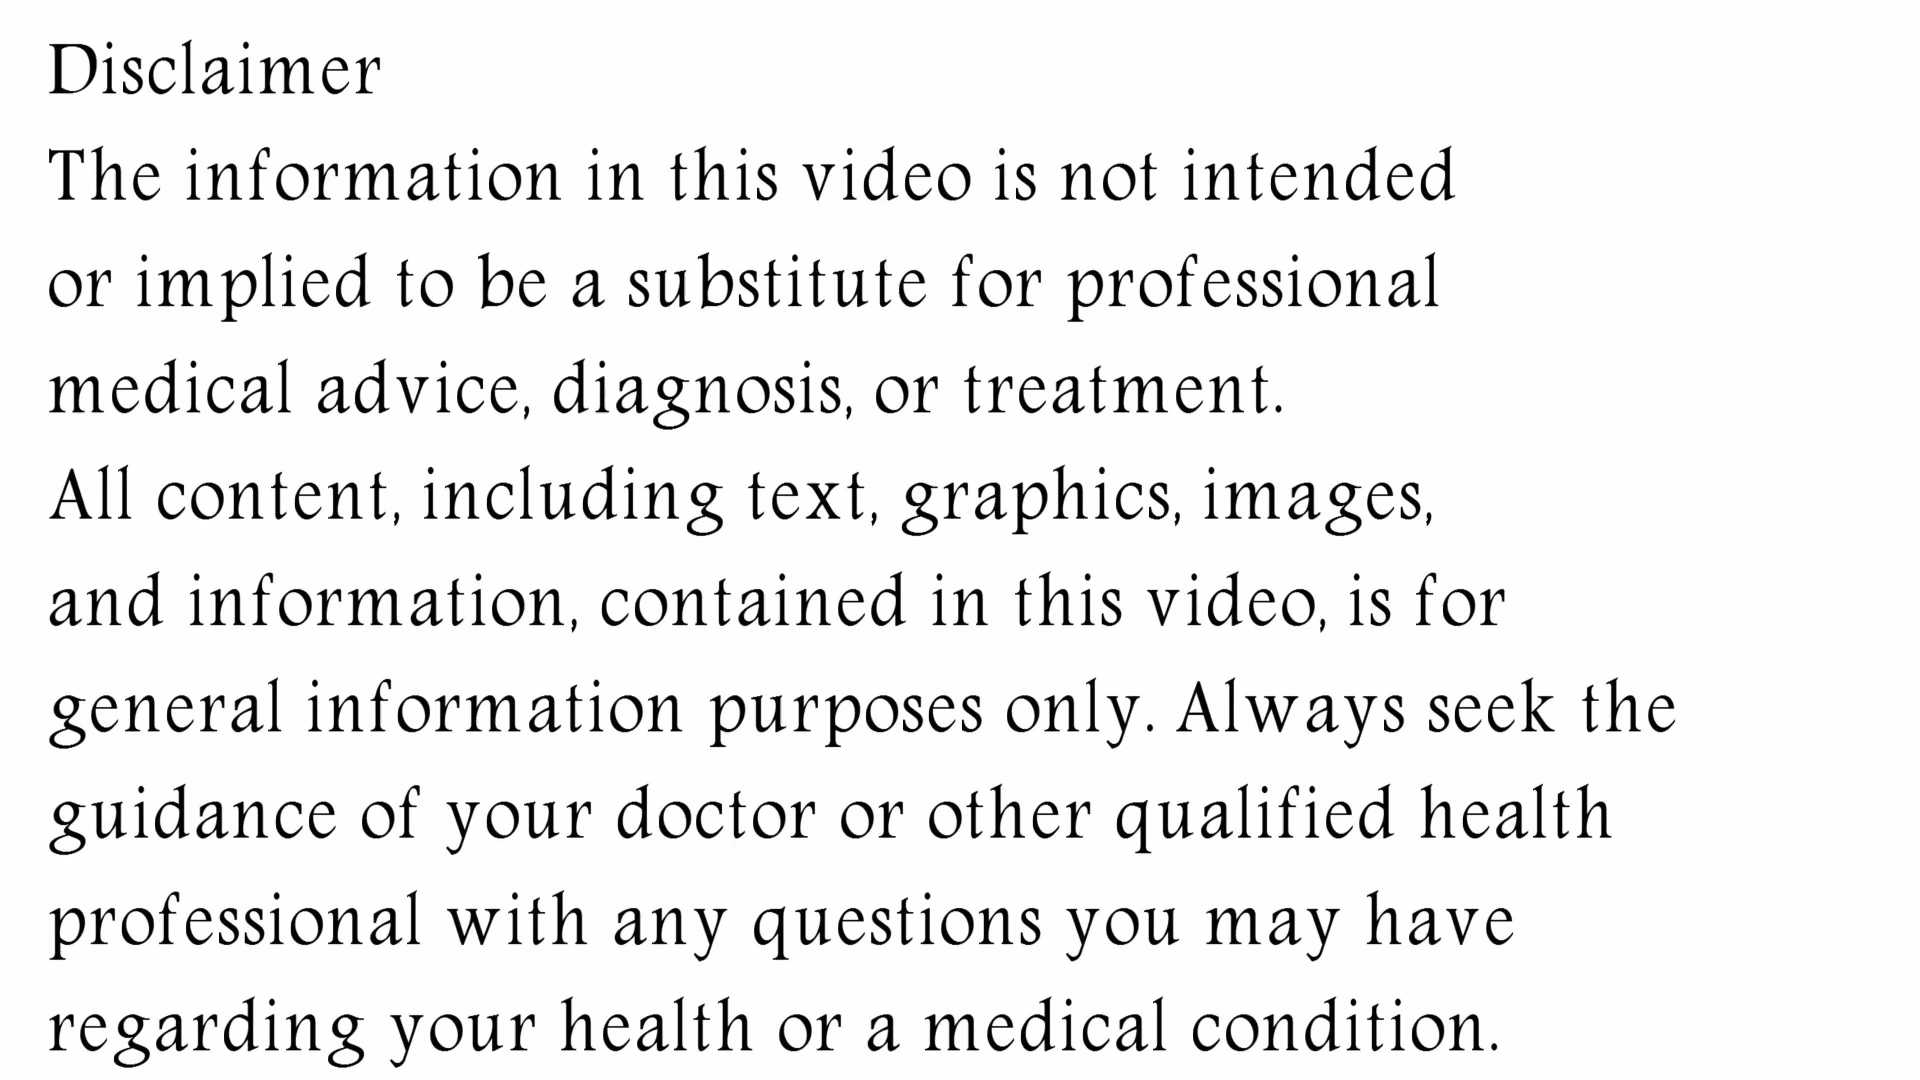 Disclaimer
The information in this video is not intended
or implied to be a substitute for professional
medical advice, diagnosis, or treatment.
All content, including text, graphics, images,
and information, contained in this video, is for
general information purposes only. Always seek the
guidance of your doctor or other qualified health
professional with any questions you may have
regarding your health or a medical condition.